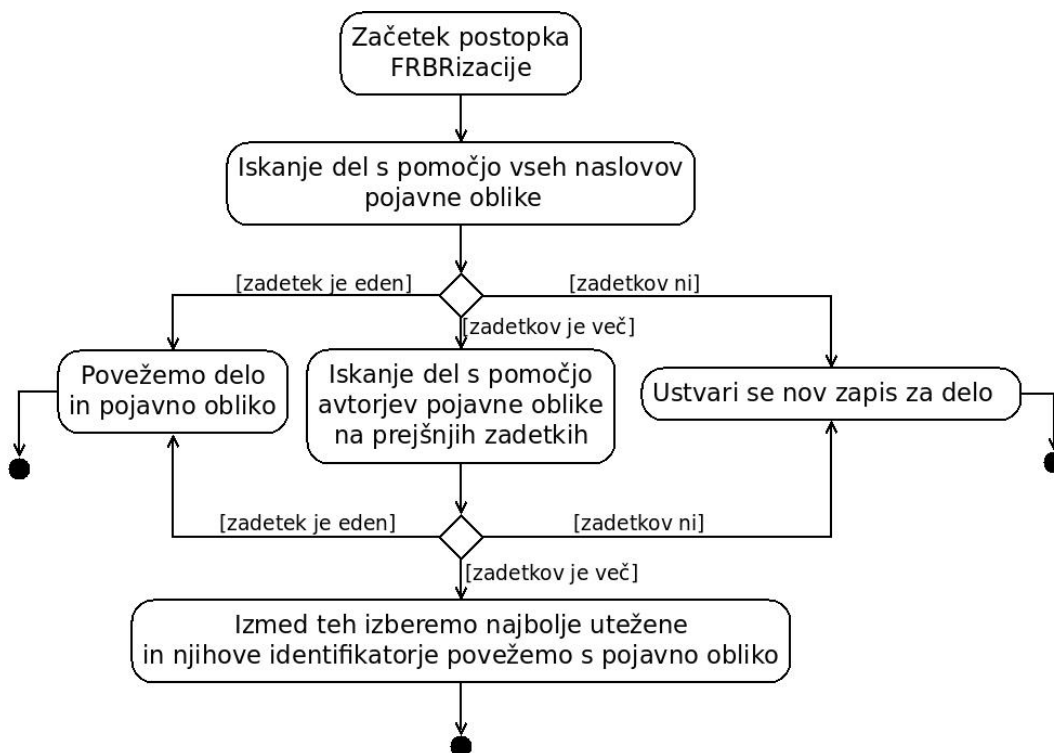 Začetek postopka
FRBRizacije
Iskanje del s pomočjo vseh naslovov
pojavne oblike
[zadetek je eden]
[zadetkov ni]
[zadetkov je več]
Povežemo delo
in pojavno obliko
Iskanje del s pomočjo
avtorjev pojavne oblike
na prejšnjih zadetkih
Ustvari se nov zapis za delo
[zadetek je eden]
[zadetkov ni]
[zadetkov je več]
Izmed teh izberemo najbolje utežene
in njihove identifikatorje povežemo s pojavno obliko